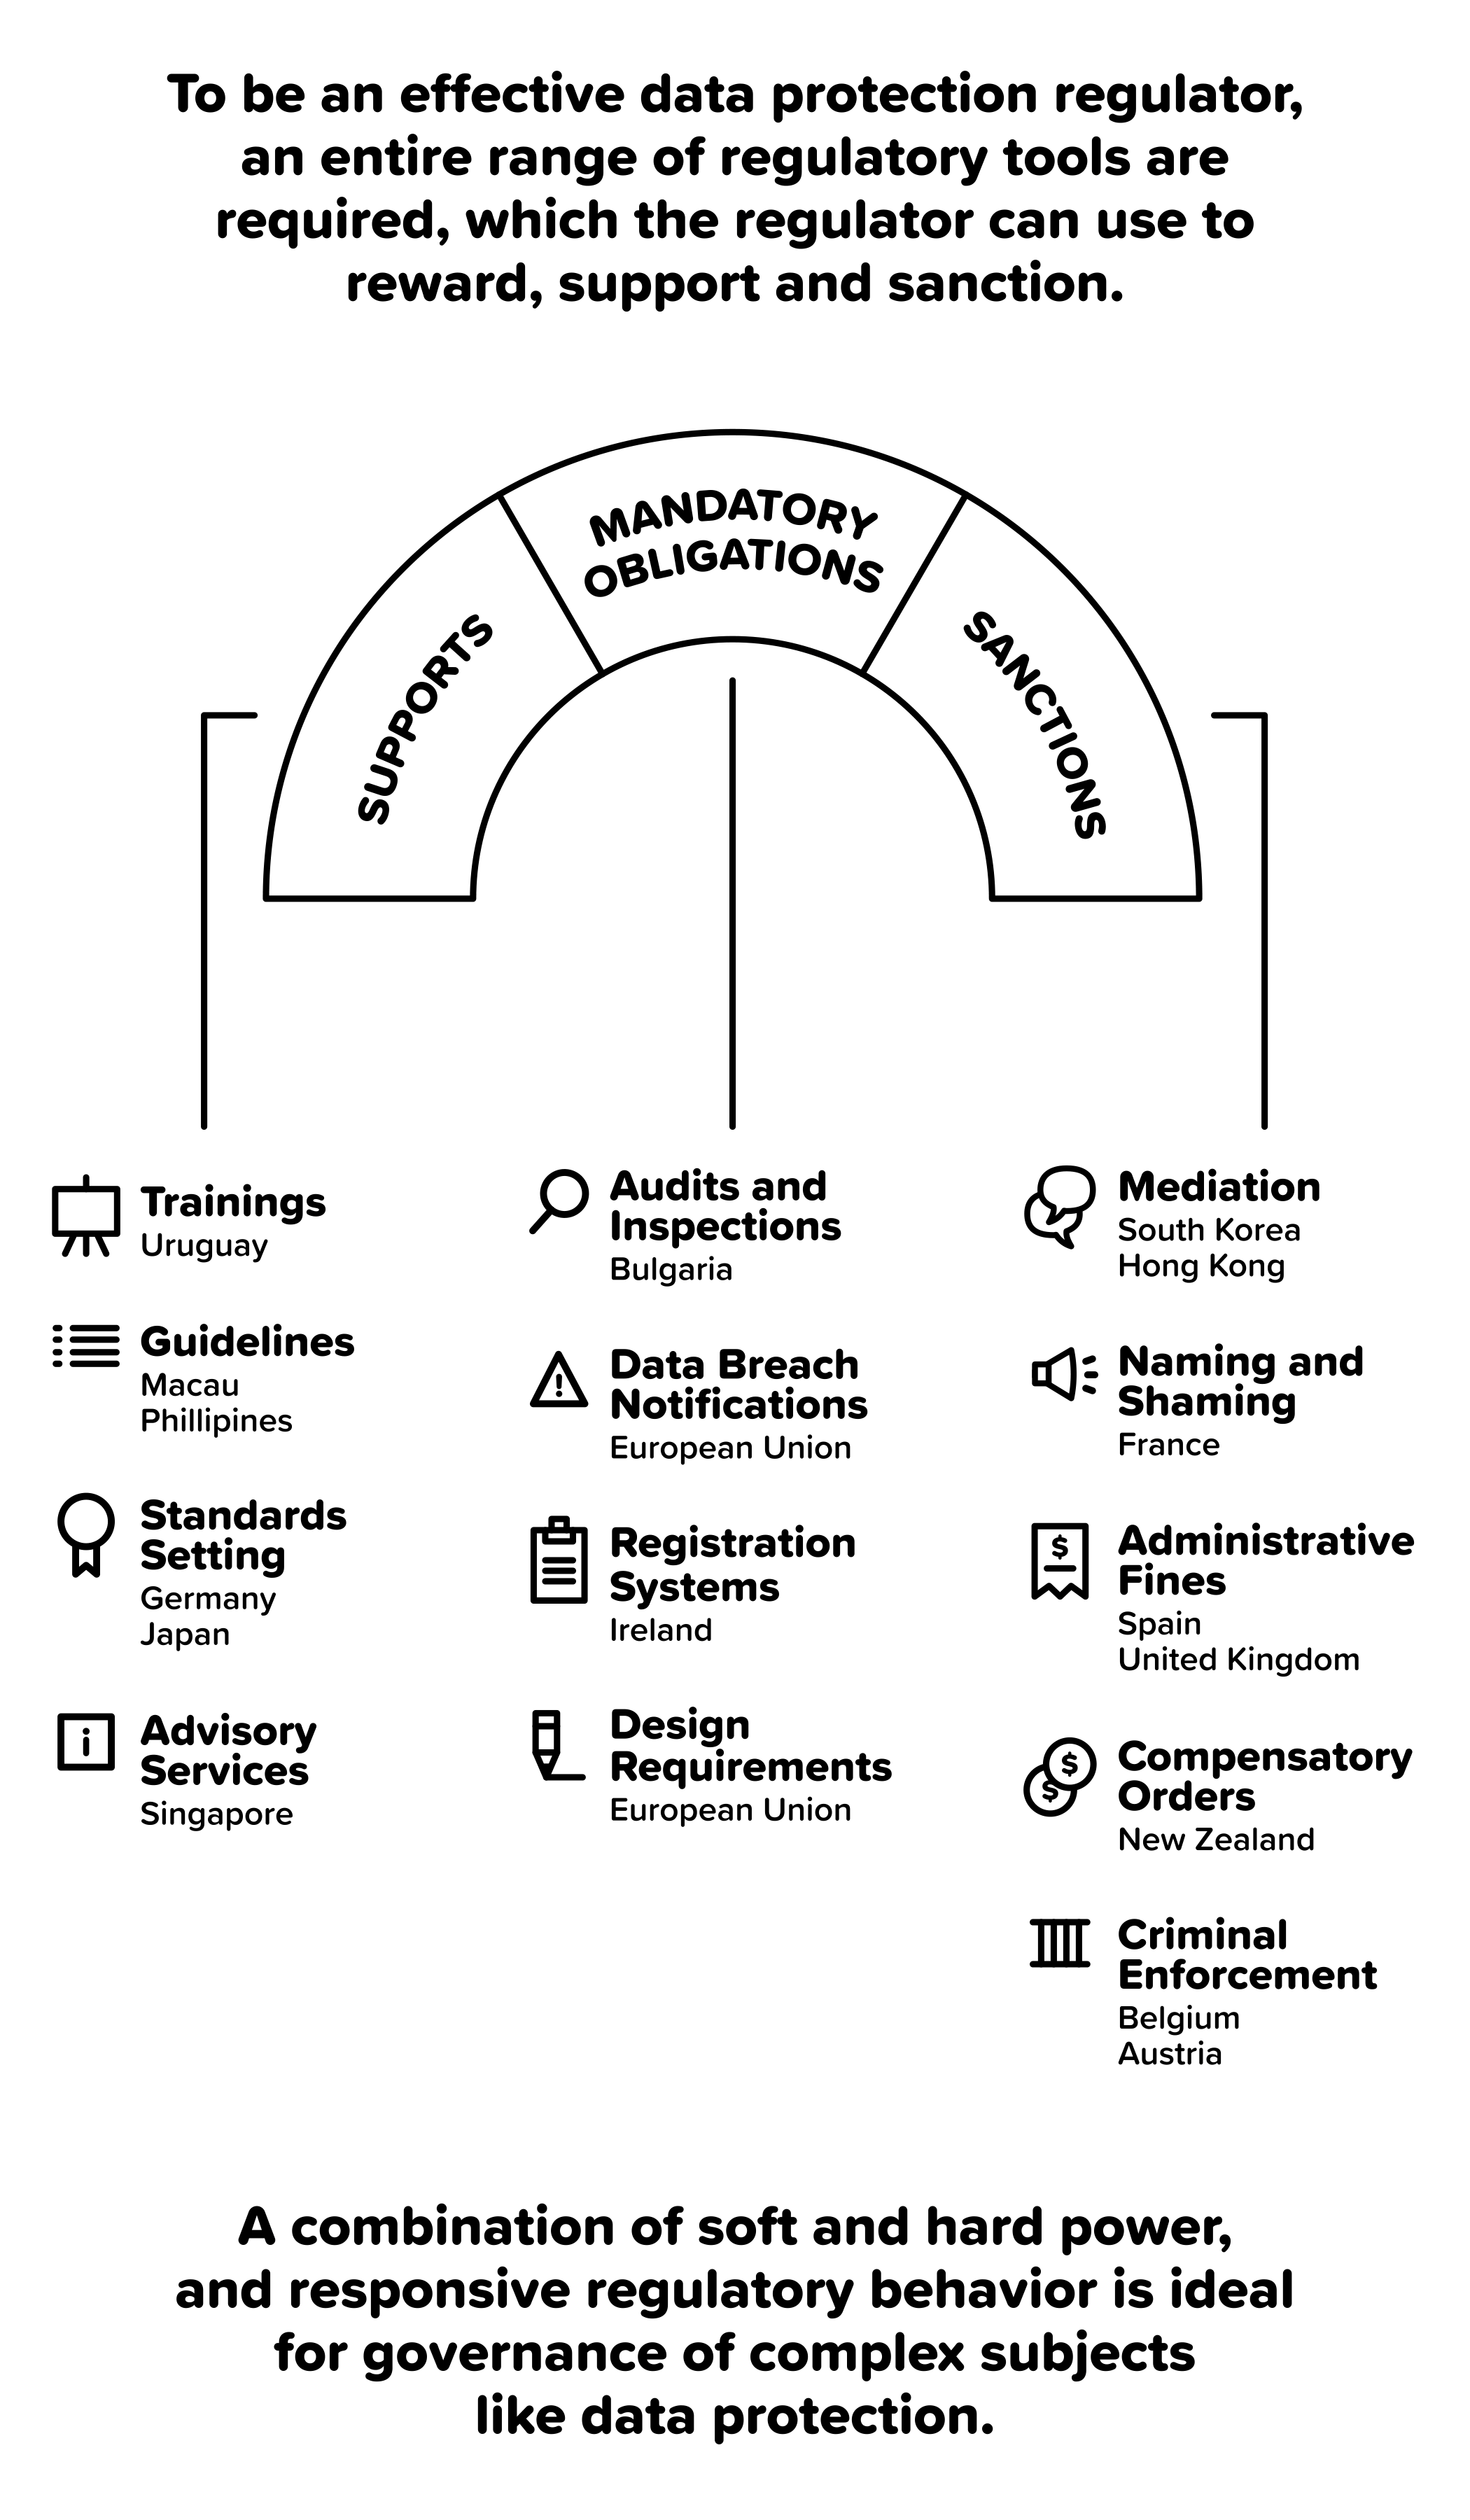 To be an effective data protection regulator,
an entire range of regulatory tools are
required, which the regulator can use to
reward, support and sanction.
SUPPORTS
MANDATORY
OBLIGATIONS
SANCTIONS
Trainings
Uruguay
Guidelines
Macau
Phillipines
Standards
Setting
Germany
Japan
Advisory
Services
Singapore
Audits and
Inspections
Bulgaria
Data Breach
Notifications
European Union
Registration
Systems
Ireland
Design
Requirements
European Union
Mediation
South Korea
Hong Kong
Naming and
Shaming
France
$
Administrative
Fines
Spain
United Kingdom
$
$
Compensatory
Orders
New Zealand
Criminal
Enforcement
Belgium
Austria
A combination of soft and hard power,
and responsive regulatory behavior is ideal
for governance of complex subjects
like data protection.